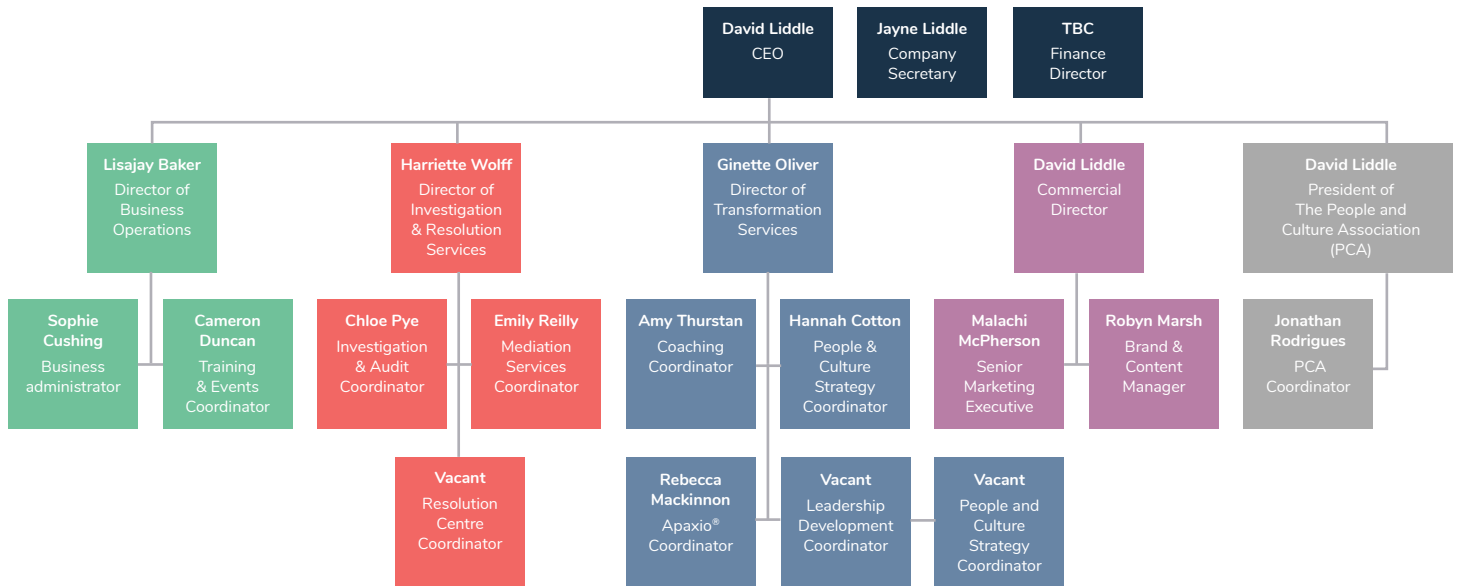 David Liddle
CEO
Jayne Liddle
Company
Secretary
TBC
Finance
Director
Lisajay Baker
Director of
Business
Operations
Harriette Wolff
Director of
Investigation
& Resolution
Services
Ginette Oliver
Director of
Transformation
Services
David Liddle
Commercial
Director
David Liddle
President of
The People and
Culture Association
(PCA)
Sophie
Cushing
Business
administrator
Cameron
Duncan
Training
& Events
Coordinator
Chloe Pye
Investigation
& Audit
Coordinator
Emily Reilly
Mediation
Services
Coordinator
Amy Thurstan
Coaching
Coordinator
Hannah Cotton
People &
Culture
Strategy
Coordinator
Malachi
McPherson
Senior
Marketing
Executive
Robyn Marsh
Brand &
Content
Manager
Jonathan
Rodrigues
PCA
Coordinator
Vacant
Resolution
Centre
Coordinator
Rebecca
Mackinnon
Apaxio®
Coordinator
Vacant
Leadership
Development
Coordinator
Vacant
People and
Culture
Strategy
Coordinator